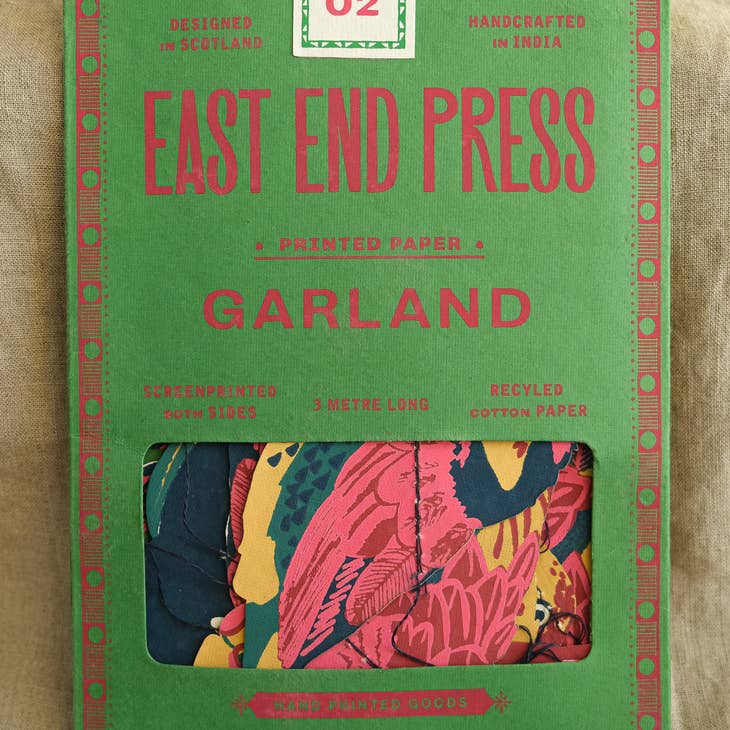 02
DESIGNED
IN SCOTLAND
HANDCRAFTED
IN INDIA
EAST END PRESS
PRINTED PAPER
GARLAND
SCREENPRINTED
BOTH SIDES
3 METRE LONG
RECYLED
COTTON PAPER
HAND PRINTED GOODS